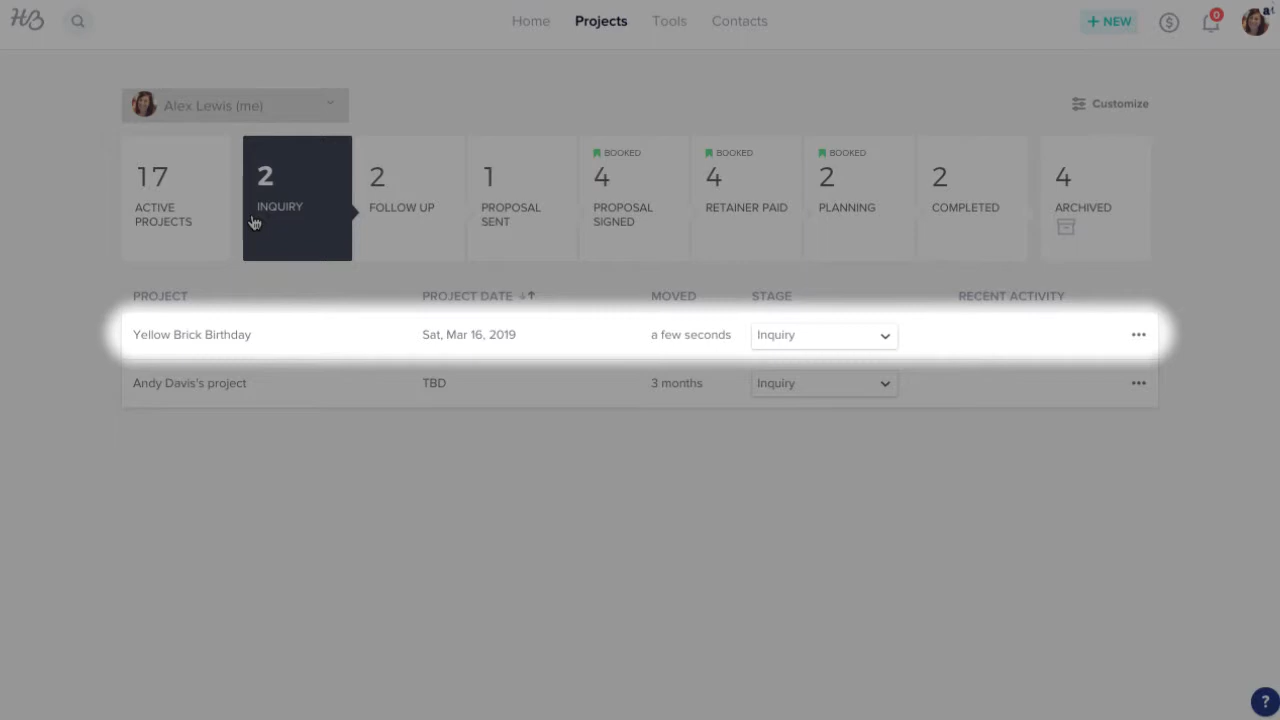 HB
Home Projects Tools Contacts
+ NEW
0
Alex Lewis (me)
Customize
17
ACTIVE
PROJECTS
2
INQUIRY
2
FOLLOW UP
1
PROPOSAL
SENT
BOOKED
4
PROPOSAL
SIGNED
BOOKED
4
RETAINER PAID
BOOKED
2
PLANNING
2
COMPLETED
4
ARCHIVED
PROJECT PROJECT DATE MOVED STAGE RECENT ACTIVITY
Yellow Brick Birthday Sat, Mar 16, 2019 a few seconds Inquiry
Andy Davis's project TBD 3 months Inquiry
?